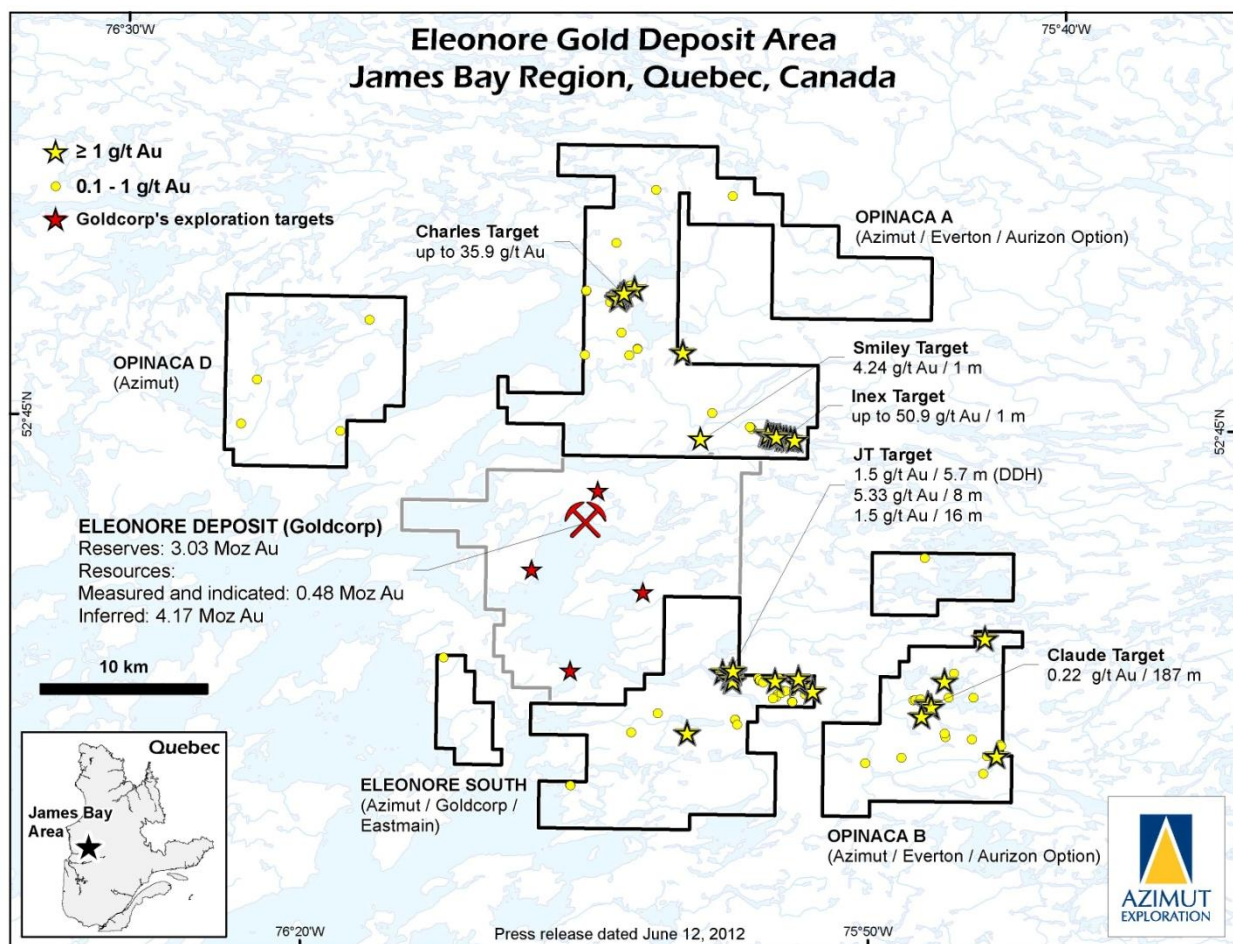 76°30'W
75°40'W
Eleonore Gold Deposit Area
James Bay Region, Quebec, Canada
≥ 1 g/t Au
0.1 - 1 g/t Au
Goldcorp's exploration targets
Charles Target
up to 35.9 g/t Au
OPINACA A
(Azimut / Everton / Aurizon Option)
OPINACA D
(Azimut)
Smiley Target
4.24 g/t Au / 1 m
Inex Target
up to 50.9 g/t Au / 1 m
52°45'N
52°45'N
JT Target
1.5 g/t Au / 5.7 m (DDH)
5.33 g/t Au / 8 m
1.5 g/t Au / 16 m
ELEONORE DEPOSIT (Goldcorp)
Reserves: 3.03 Moz Au
Resources:
Measured and indicated: 0.48 Moz Au
Inferred: 4.17 Moz Au
10 km
Claude Target
0.22 g/t Au / 187 m
Quebec
James Bay
Area
ELEONORE SOUTH
(Azimut / Goldcorp /
Eastmain)
OPINACA B
(Azimut / Everton / Aurizon Option)
AZIMUT
EXPLORATION
76°20'W
Press release dated June 12, 2012
75°50'W